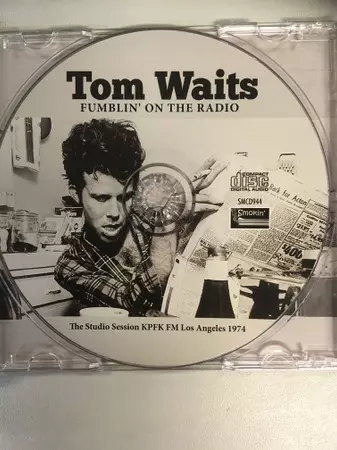 Tom Waits
FUMBLIN' ON THE RADIO
COMPACT
disc
DIGITAL AUDIO
SMCD944
Smokin'
The Studio Session KPFK FM Los Angeles 1974